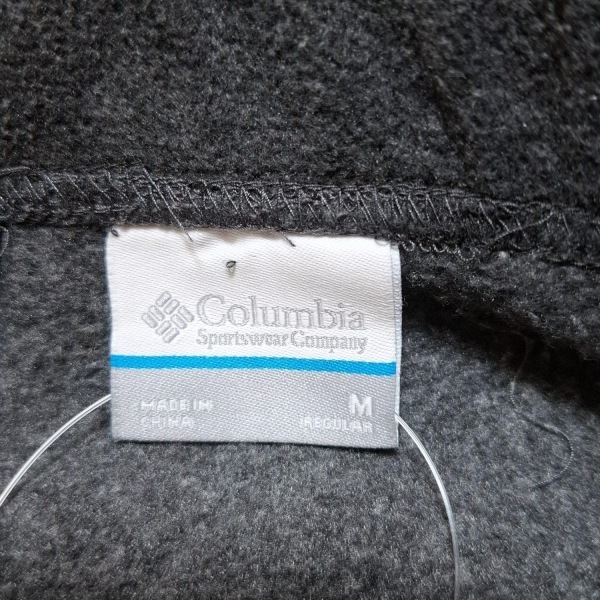 Columbia
Sportswear Company
M
MADE IN
CHINA
REGULAR